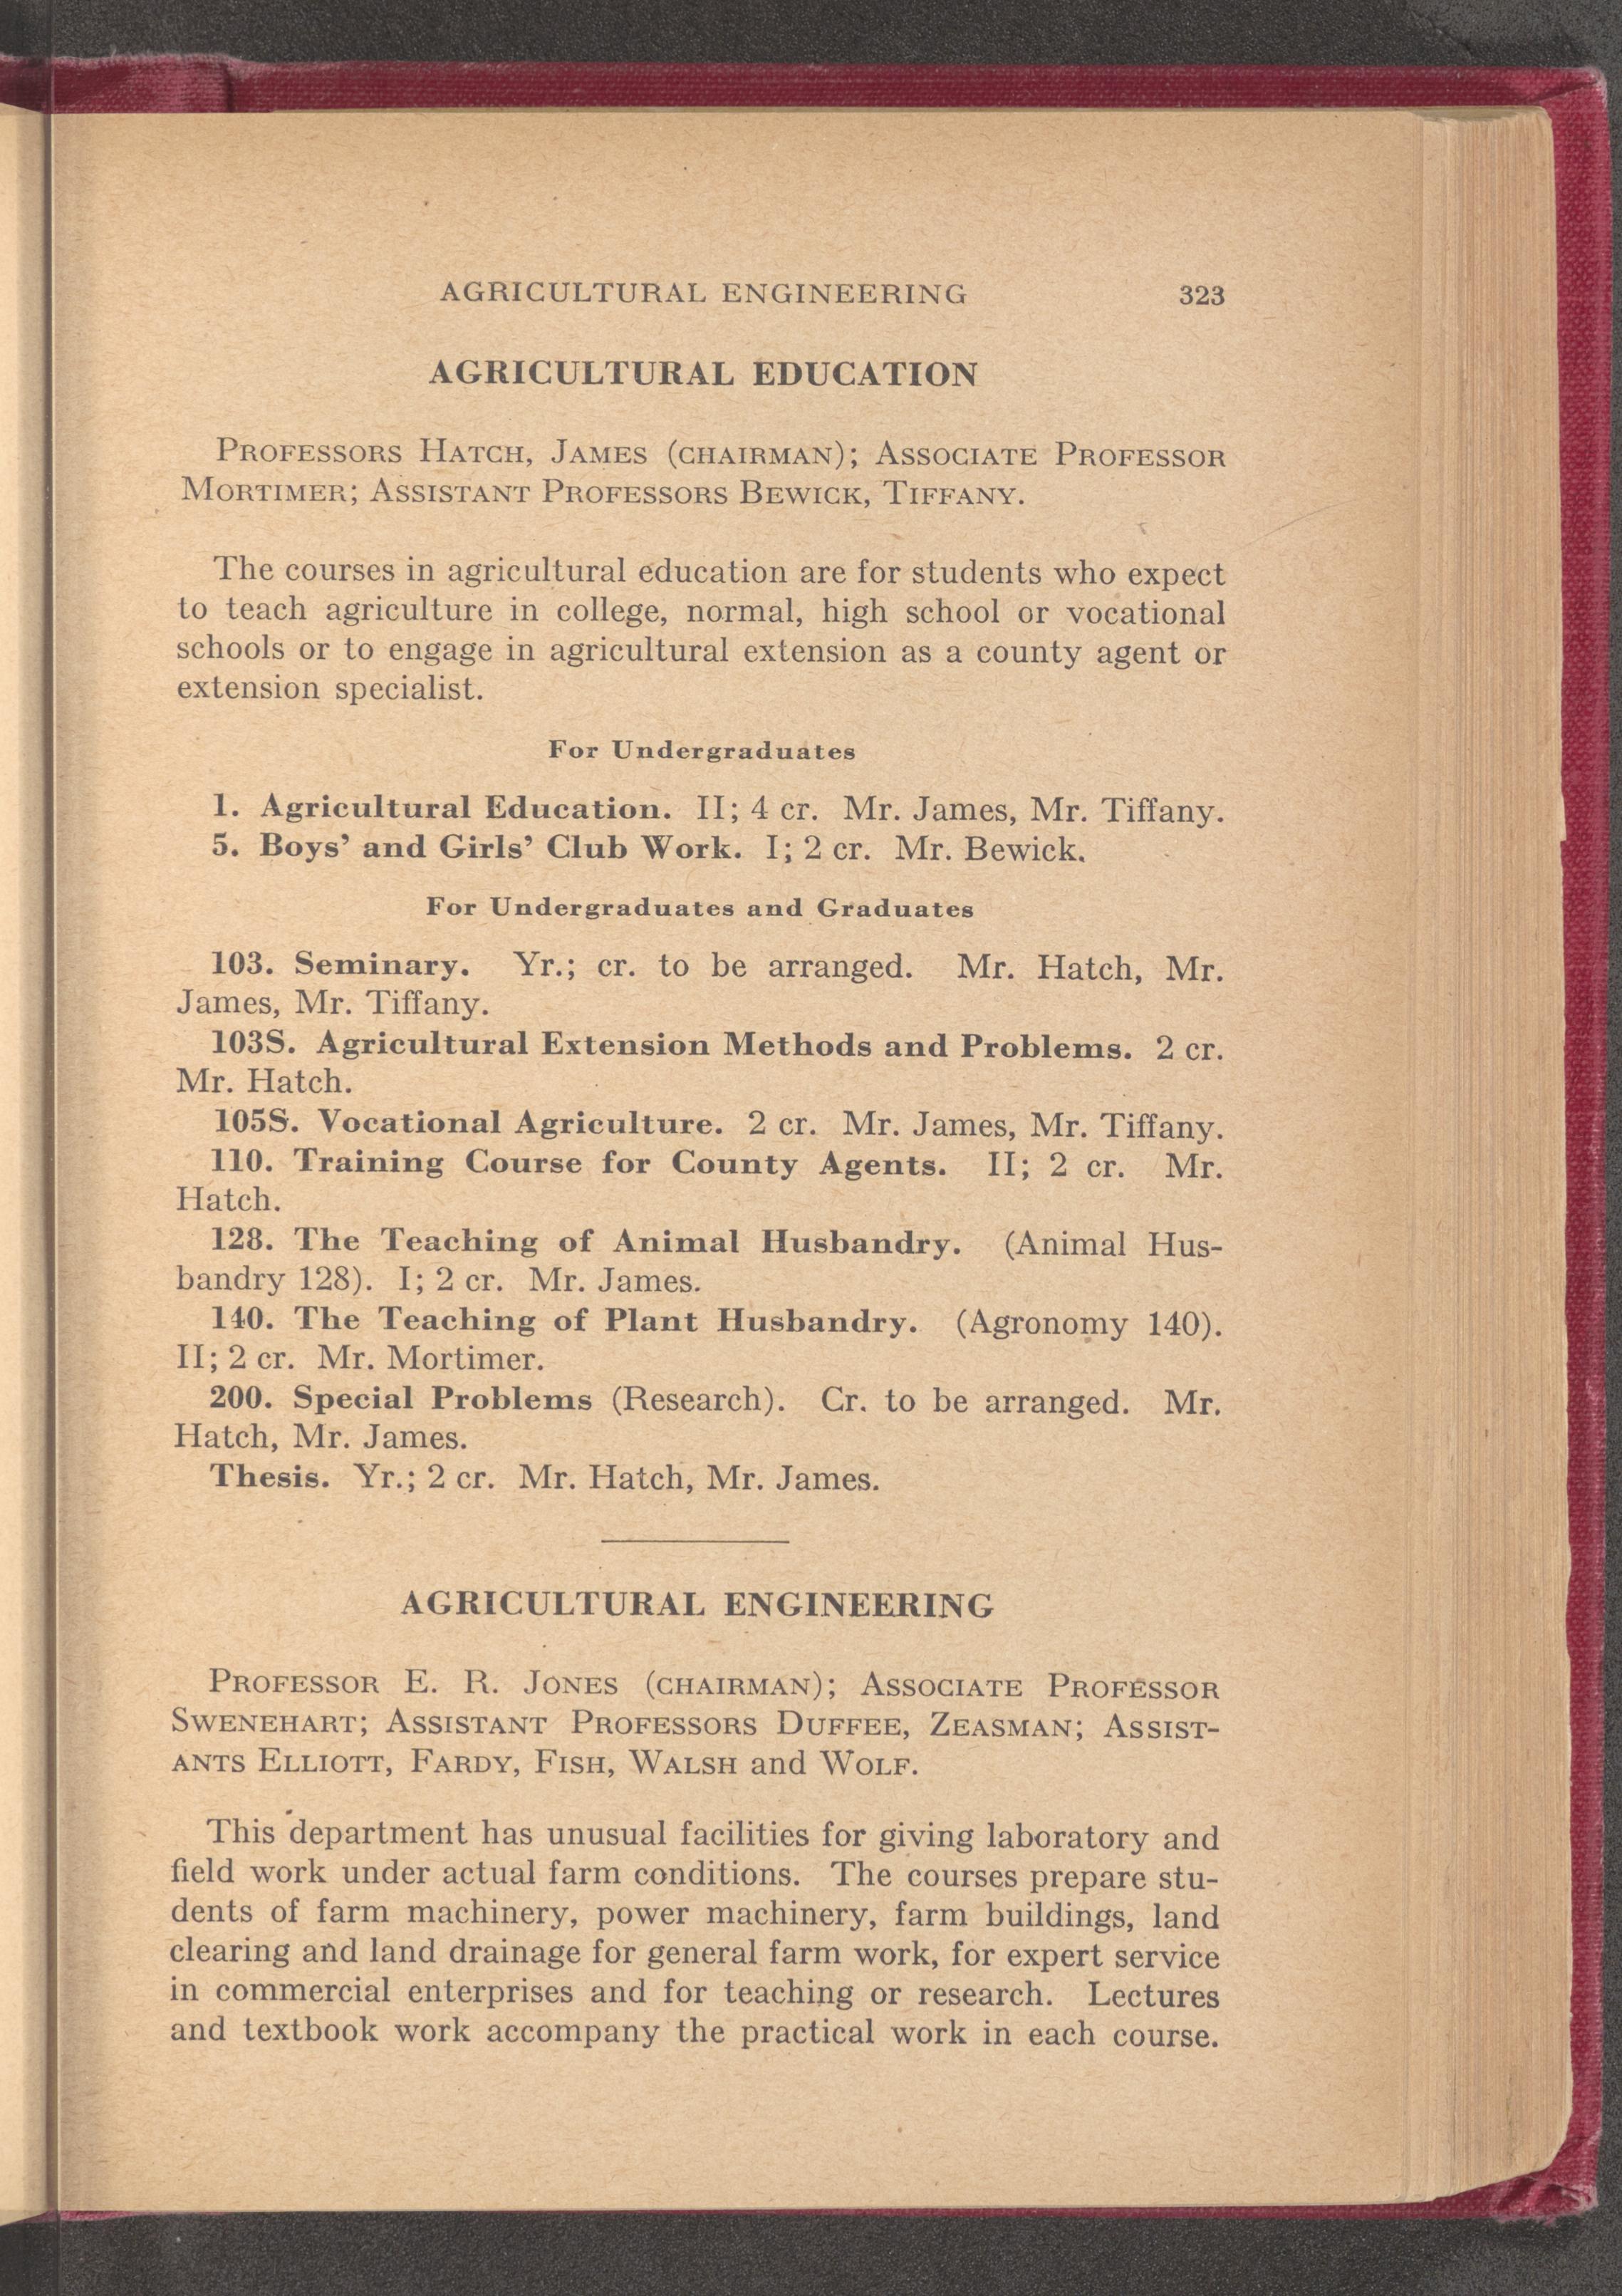 AGRICULTURAL ENGINEERING 323
AGRICULTURAL EDUCATION
PROFESSORS HATCH, JAMES (CHAIRMAN); ASSOCIATE PROFESSOR
MORTIMER; ASSISTANT PROFESSORS BEWICK, TIFFANY.
The courses in agricultural education are for students who expect
to teach agriculture in college, normal, high school or vocational
schools or to engage in agricultural extension as a county agent or
extension specialist.
For Undergraduates
1. Agricultural Education. II; 4 cr. Mr. James, Mr. Tiffany.
5. Boys' and Girls' Club Work. I; 2 cr. Mr. Bewick.
For Undergraduates and Graduates
103. Seminary. Yr.; cr. to be arranged. Mr. Hatch, Mr.
James, Mr. Tiffany.
103S. Agricultural Extension Methods and Problems. 2 cr.
Mr. Hatch.
105S. Vocational Agriculture. 2 cr. Mr. James, Mr. Tiffany.
110. Training Course for County Agents. II; 2 cr. Mr.
Hatch.
128. The Teaching of Animal Husbandry. (Animal Hus-
bandry 128). I; 2 cr. Mr. James.
140. The Teaching of Plant Husbandry. (Agronomy 140).
II; 2 cr. Mr. Mortimer.
200. Special Problems (Research). Cr. to be arranged. Mr.
Hatch, Mr. James.
Thesis. Yr.; 2 cr. Mr. Hatch, Mr. James.
AGRICULTURAL ENGINEERING
PROFESSOR E. R. JONES (CHAIRMAN); ASSOCIATE PROFESSOR
SWENEHART; ASSISTANT PROFESSORS DUFFEE, ZEASMAN; ASSIST-
ANTS ELLIOTT, FARDY, FISH, WALSH and WOLF.
This department has unusual facilities for giving laboratory and
field work under actual farm conditions. The courses prepare stu-
dents of farm machinery, power machinery, farm buildings, land
clearing and land drainage for general farm work, for expert service
in commercial enterprises and for teaching or research. Lectures
and textbook work accompany the practical work in each course.